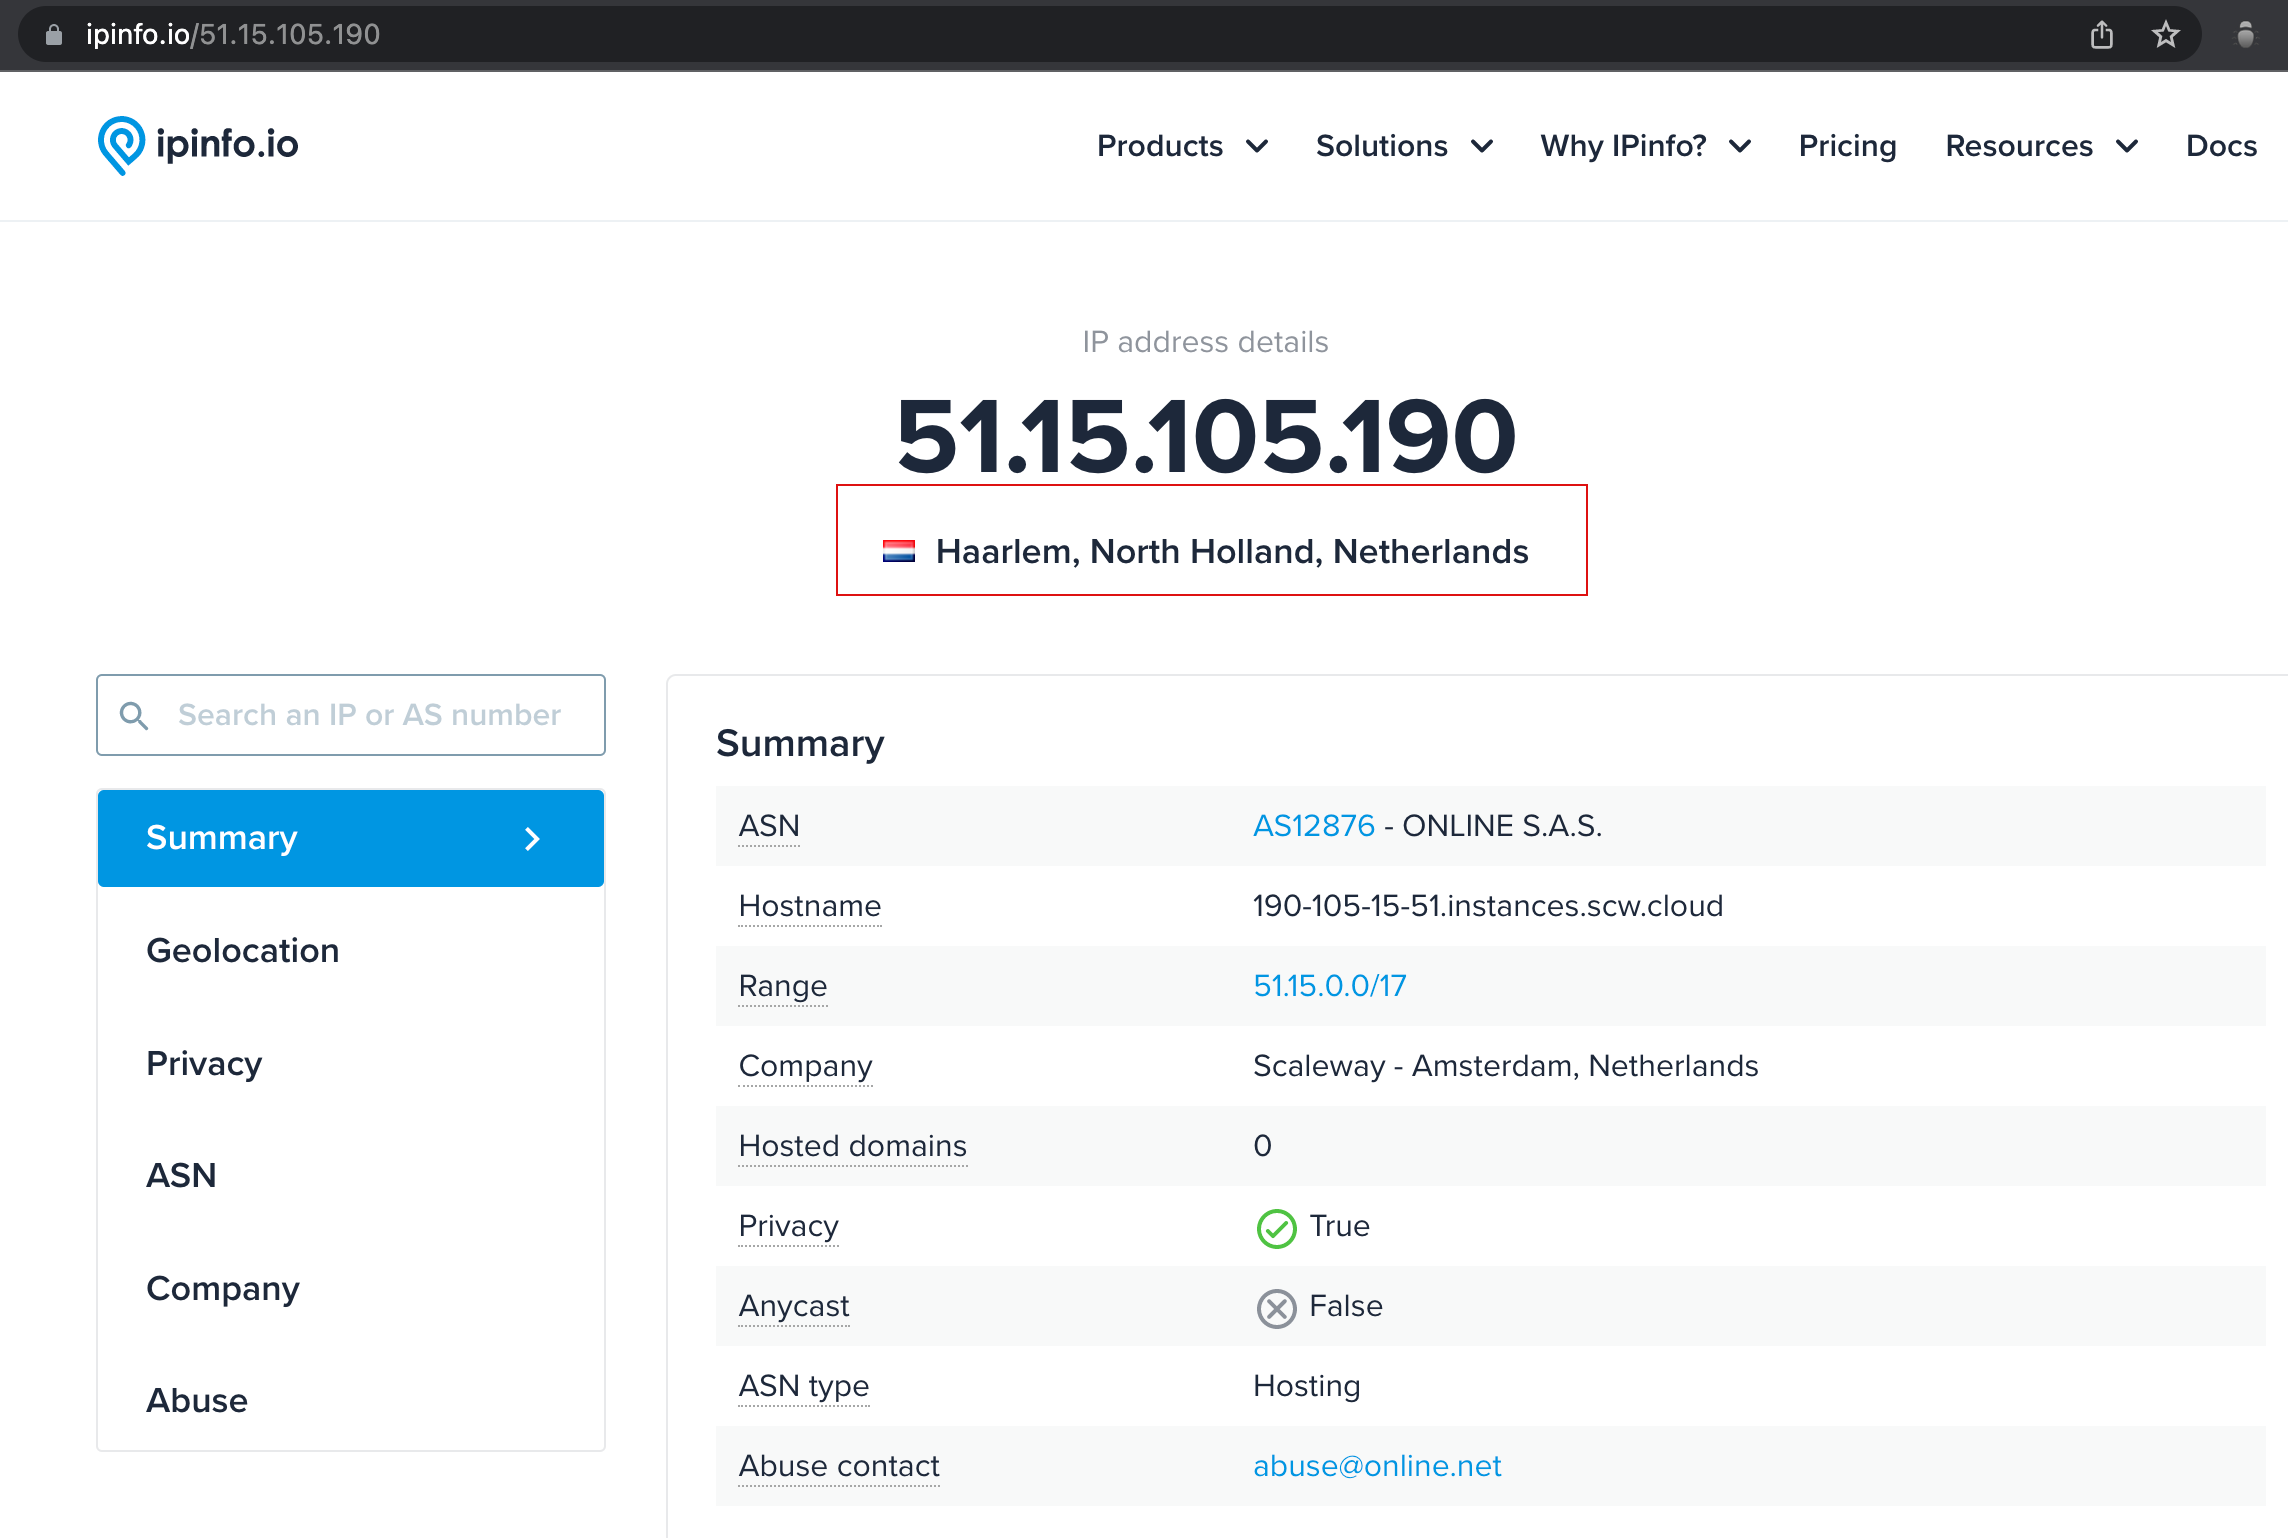 ipinfo.io/51.15.105.190
ipinfo.io
Products Solutions Why IPinfo? Pricing Resources Docs
IP address details
51.15.105.190
Haarlem, North Holland, Netherlands
Search an IP or AS number
Summary
Geolocation
Privacy
ASN
Company
Abuse
Summary
ASN AS12876 - ONLINE S.A.S.
Hostname 190-105-15-51.instances.scw.cloud
Range 51.15.0.0/17
Company Scaleway - Amsterdam, Netherlands
Hosted domains 0
Privacy True
Anycast False
ASN type Hosting
Abuse contact abuse@online.net